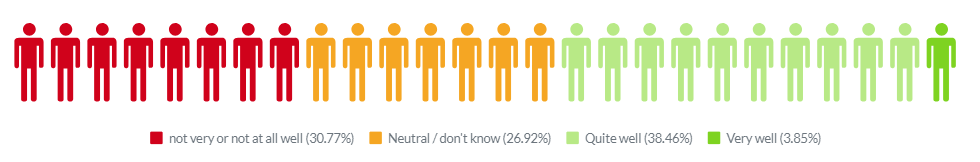 not very or not at all well (30.77%) Neutral / don't know (26.92%) Quite well (38.46%) Very well (3.85%)